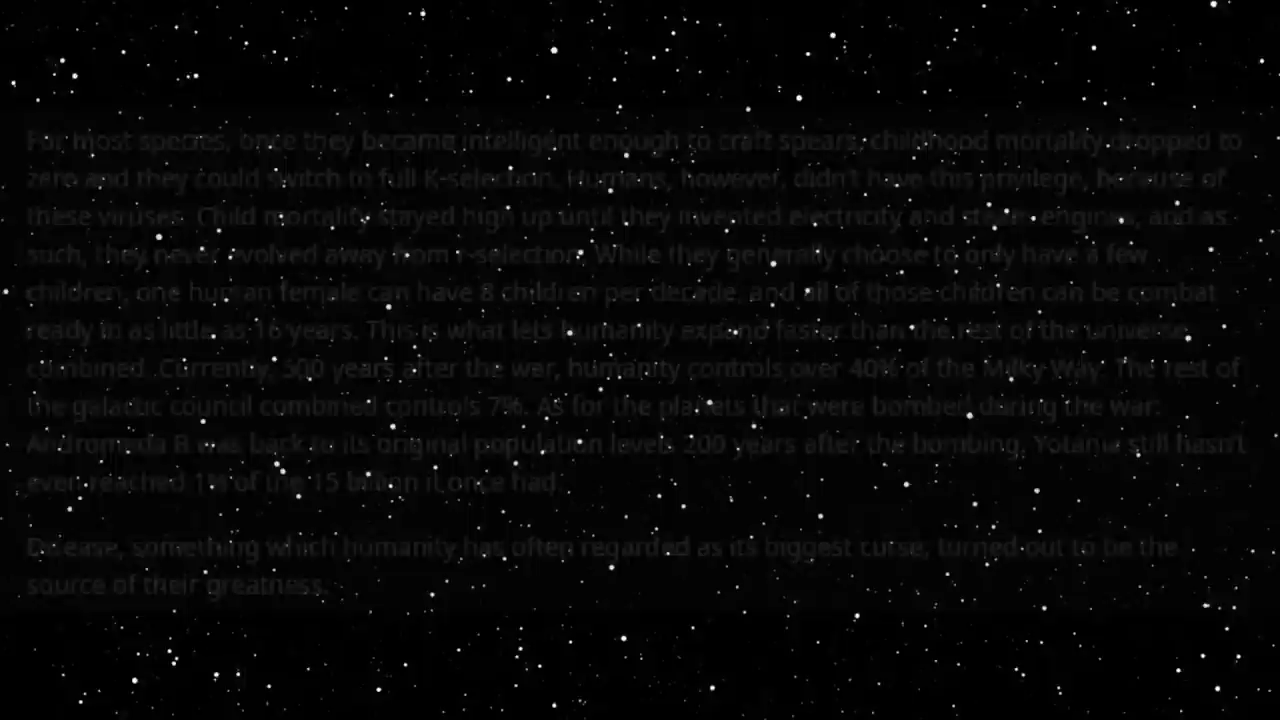 For most species, once they became intelligent enough to craft spears, childhood mortality dropped to
zero and they could switch to full K-selection. Humans, however, didn't have this privilege, because of
these viruses. Child mortality stayed high up until they invented electricity and steam engines, and as
such, they never evolved away from r-selection. While they generally choose to only have a few
children, one human female can have 8 children per decade, and all of those children can be combat
ready in as little as 16 years. This is what lets humanity expand faster than the rest of the universe
combined. Currently, 300 years after the war, humanity controls over 40% of the Milky Way. The rest of
the galactic council combined controls 7%. As for the planets that were bombed during the war:
Andromeda B was back to its original population levels 200 years after the bombing, Yotania still hasn't
even reached 1% of the 15 billion it once had.
Disease, something which humanity has often regarded as its biggest curse, turned out to be the
source of their greatness.